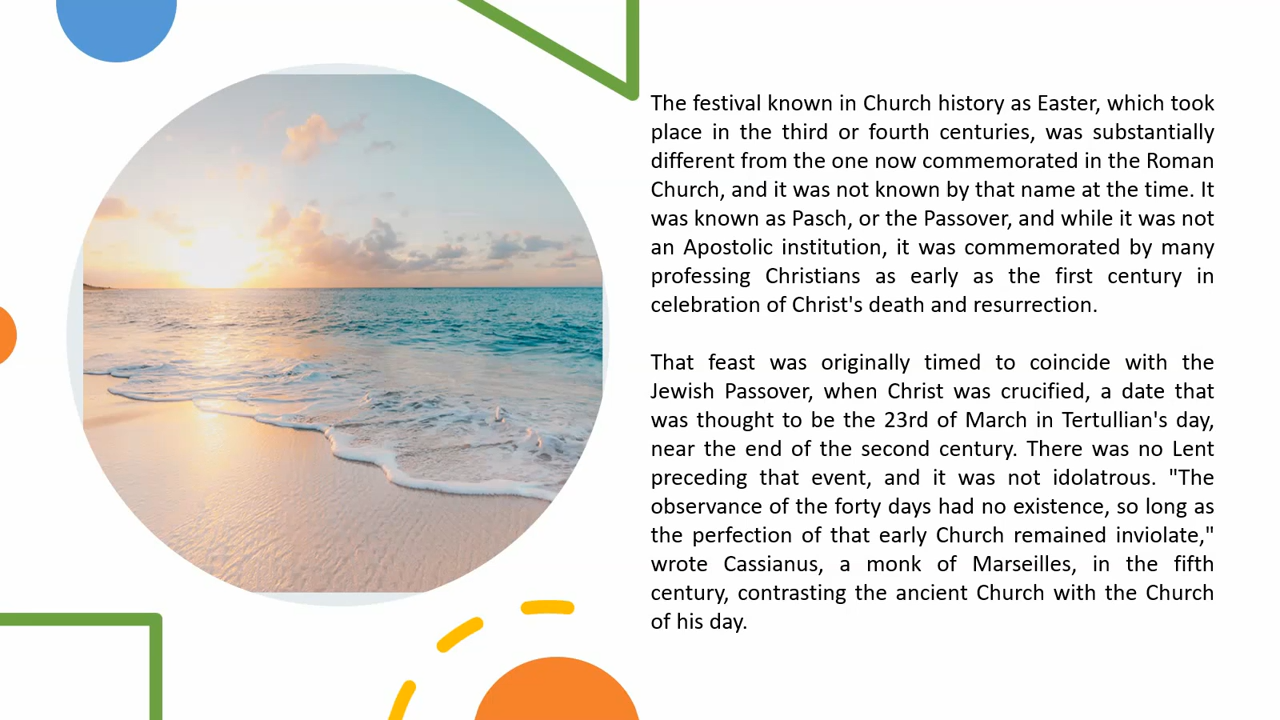 The festival known in Church history as Easter, which took
place in the third or fourth centuries, was substantially
different from the one now commemorated in the Roman
Church, and it was not known by that name at the time. It
was known as Pasch, or the Passover, and while it was not
an Apostolic institution, it was commemorated by many
professing Christians as early as the first century in
celebration of Christ's death and resurrection.
That feast was originally timed to coincide with the
Jewish Passover, when Christ was crucified, a date that
was thought to be the 23rd of March in Tertullian's day,
near the end of the second century. There was no Lent
preceding that event, and it was not idolatrous. "The
observance of the forty days had no existence, so long as
the perfection of that early Church remained inviolate,"
wrote Cassianus, a monk of Marseilles, in the fifth
century, contrasting the ancient Church with the Church
of his day.